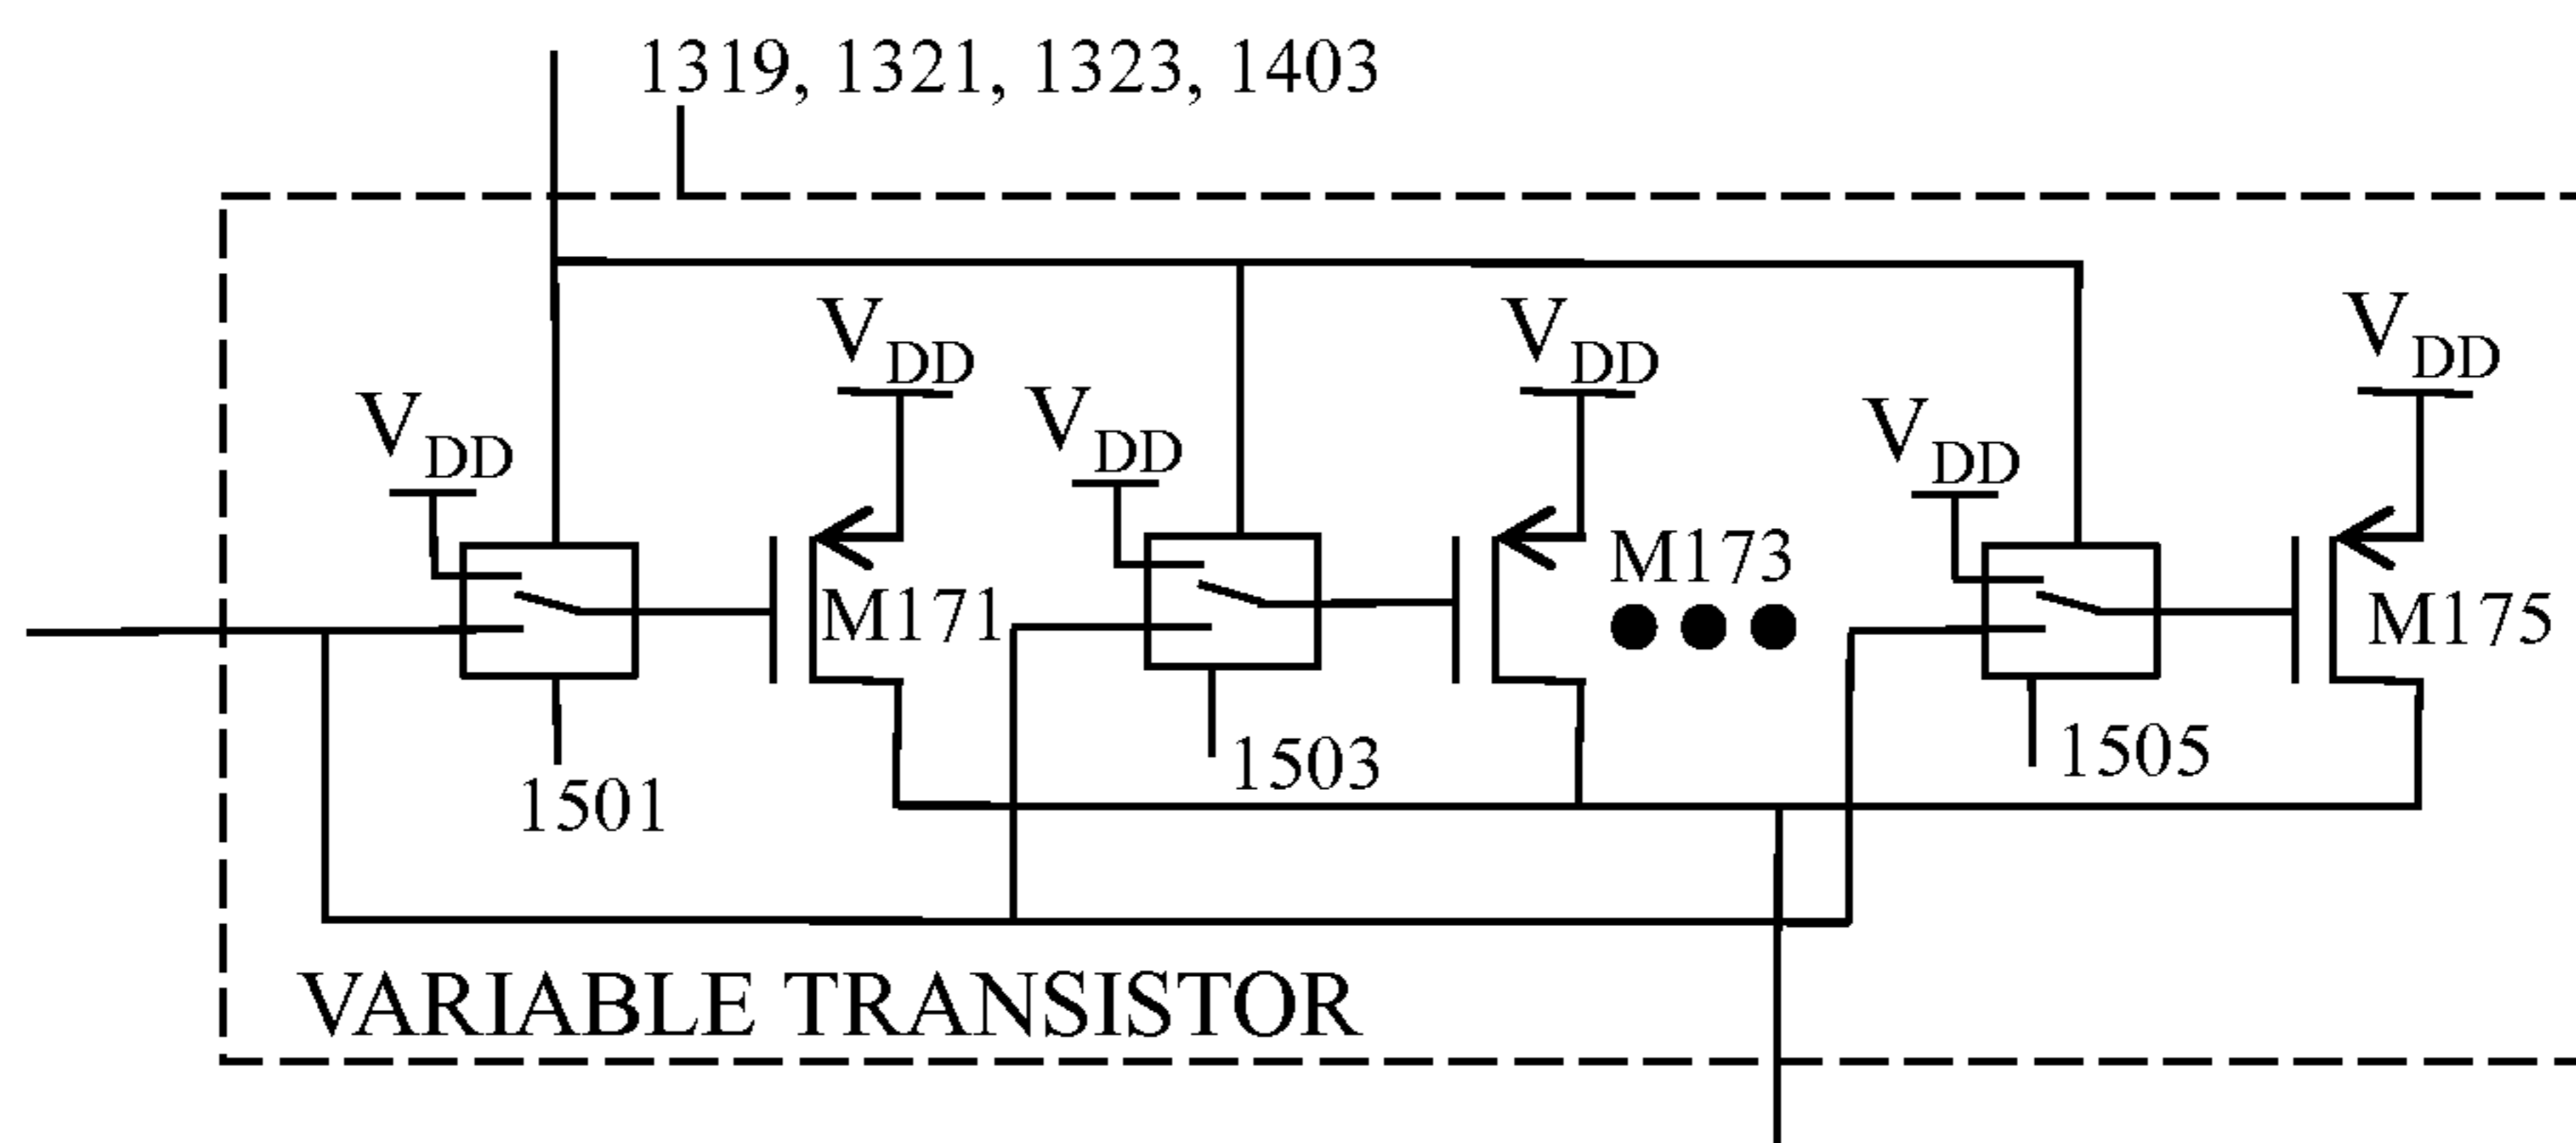 1319, 1321, 1323, 1403
VDD
VDD
VDD
VDD
VDD
VDD
M171
M173
M175
1501
1503
1505
VARIABLE TRANSISTOR